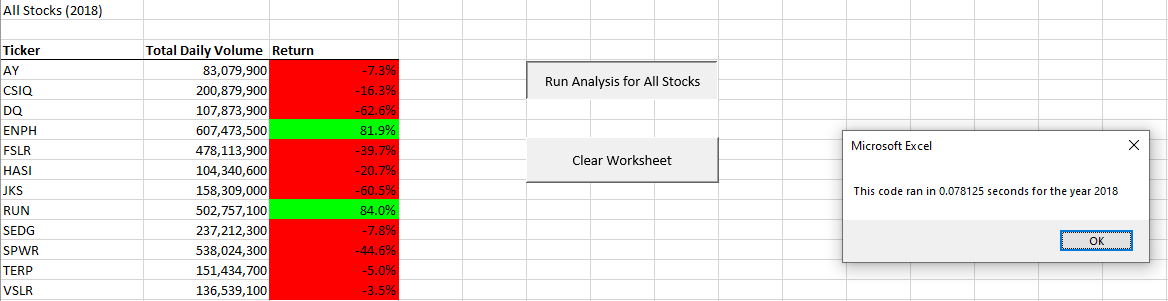 All Stocks (2018)
Ticker Total Daily Volume Return
AY 83,079,900 -7.3%
CSIQ 200,879,900 -16.3%
DQ 107,873,900 -62.6%
ENPH 607,473,500 81.9%
FSLR 478,113,900 -39.7%
HASI 104,340,600 -20.7%
JKS 158,309,000 -60.5%
RUN 502,757,100 84.0%
SEDG 237,212,300 -7.8%
SPWR 538,024,300 -44.6%
TERP 151,434,700 -5.0%
VSLR 136,539,100 -3.5%
Run Analysis for All Stocks
Clear Worksheet
Microsoft Excel
This code ran in 0.078125 seconds for the year 2018
OK